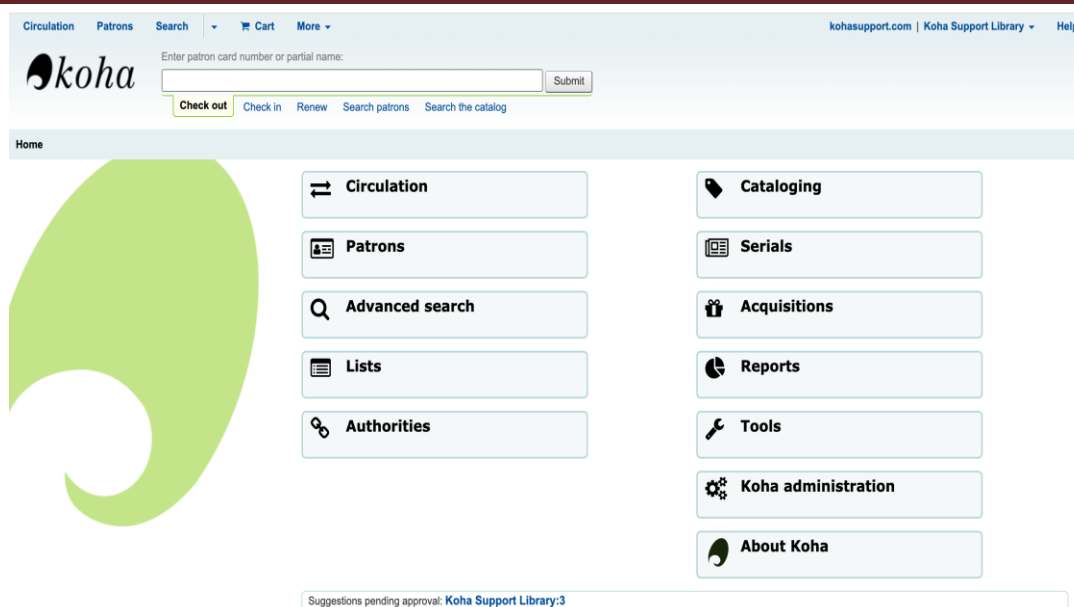 Circulation Patrons Search Cart More kohasupport.com | Koha Support Library Help
koha
Enter patron card number or partial name:
Submit
Check out Check in Renew Search patrons Search the catalog
Home
Circulation Cataloging
Patrons Serials
Advanced search Acquisitions
Lists Reports
Authorities Tools
Koha administration
About Koha
Suggestions pending approval: Koha Support Library:3